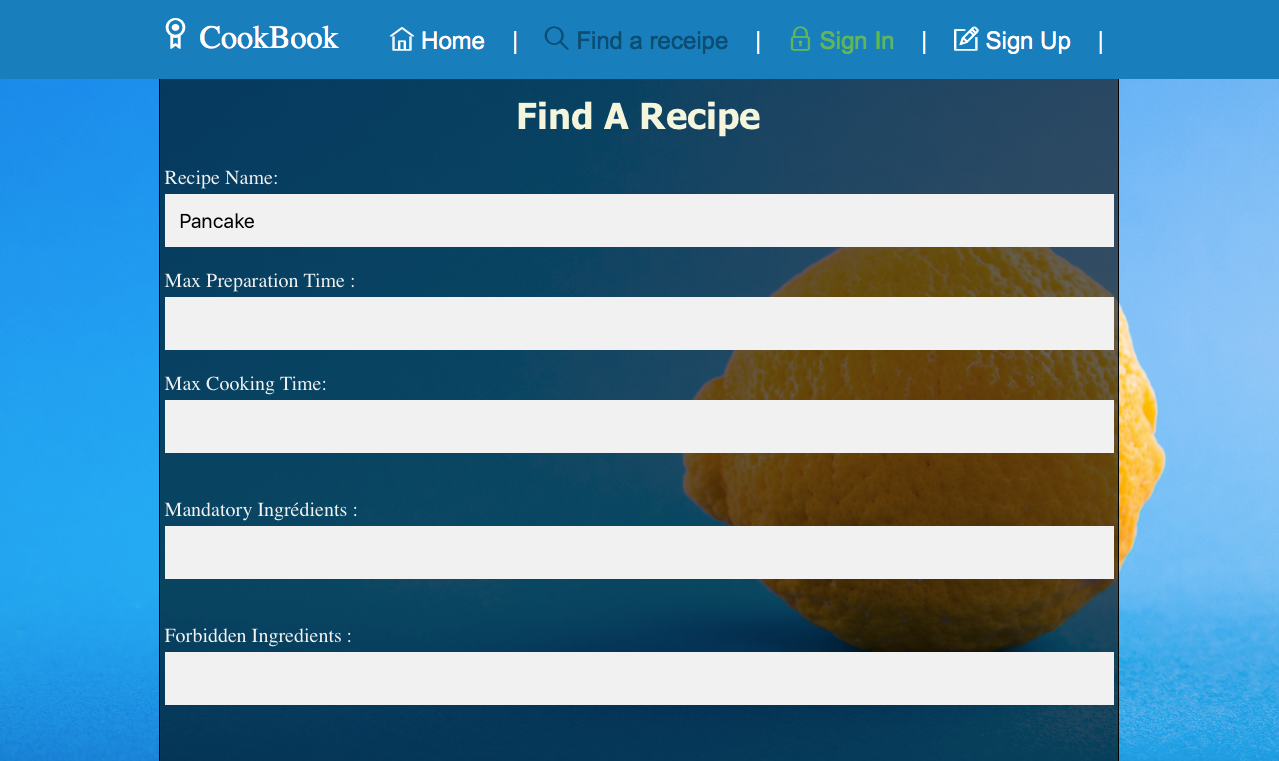 CookBook Home | Find a receipe | Sign In | Sign Up |
Find A Recipe
Recipe Name:
Pancake
Max Preparation Time :
Max Cooking Time:
Mandatory Ingrédients :
Forbidden Ingredients :